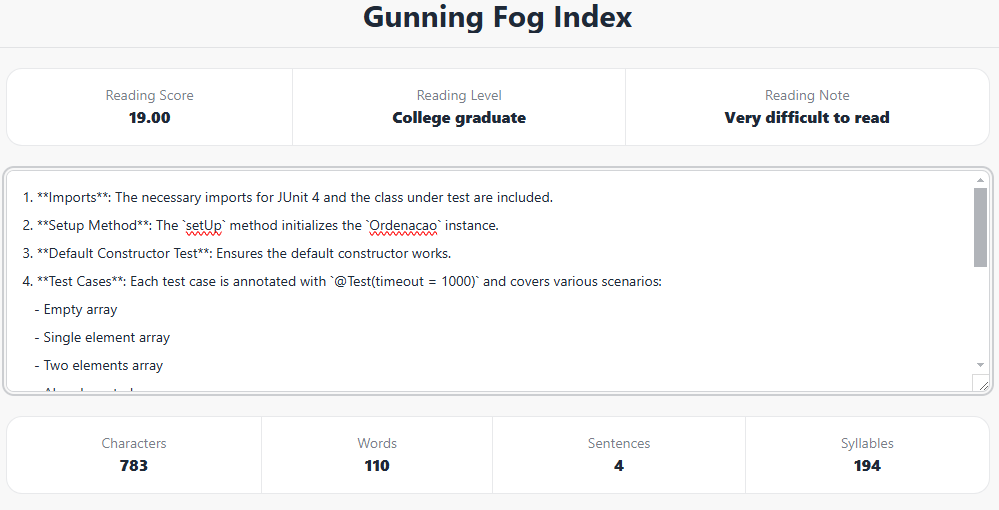 Gunning Fog Index
Reading Score
19.00
Reading Level
College graduate
Reading Note
Very difficult to read
1. **Imports**: The necessary imports for JUnit 4 and the class under test are included.
2. **Setup Method**: The `setUp` method initializes the `Ordenacao` instance.
3. **Default Constructor Test**: Ensures the default constructor works.
4. **Test Cases**: Each test case is annotated with `@Test(timeout = 1000)` and covers various scenarios:
- Empty array
- Single element array
- Two elements array
Characters
783
Words
110
Sentences
4
Syllables
194